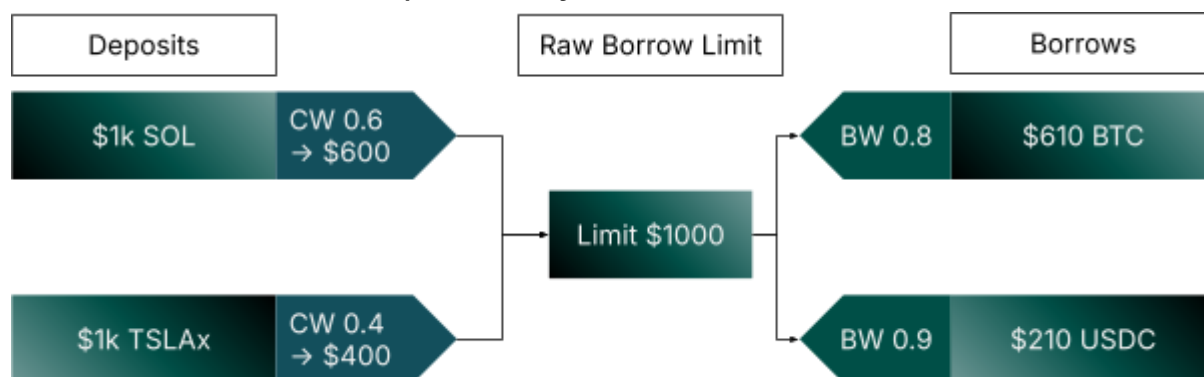 Deposits
Raw Borrow Limit
Borrows
$1k SOL
CW 0.6
→ $600
BW 0.8
$610 BTC
Limit $1000
$1k TSLAx
CW 0.4
→ $400
BW 0.9
$210 USDC